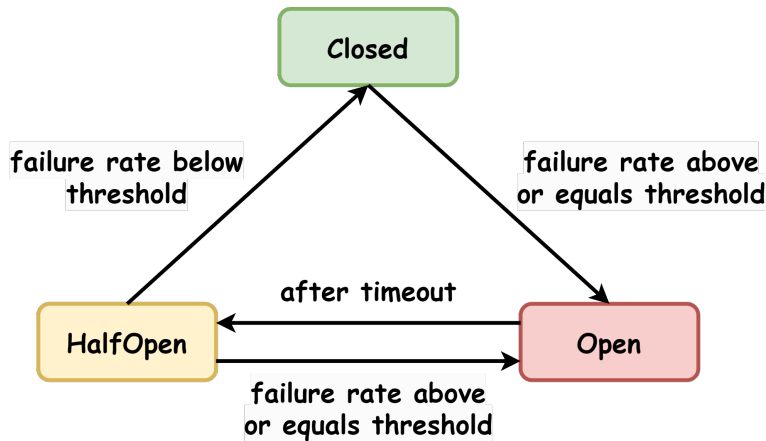 Closed
failure rate below
threshold
failure rate above
or equals threshold
after timeout
HalfOpen
Open
failure rate above
or equals threshold